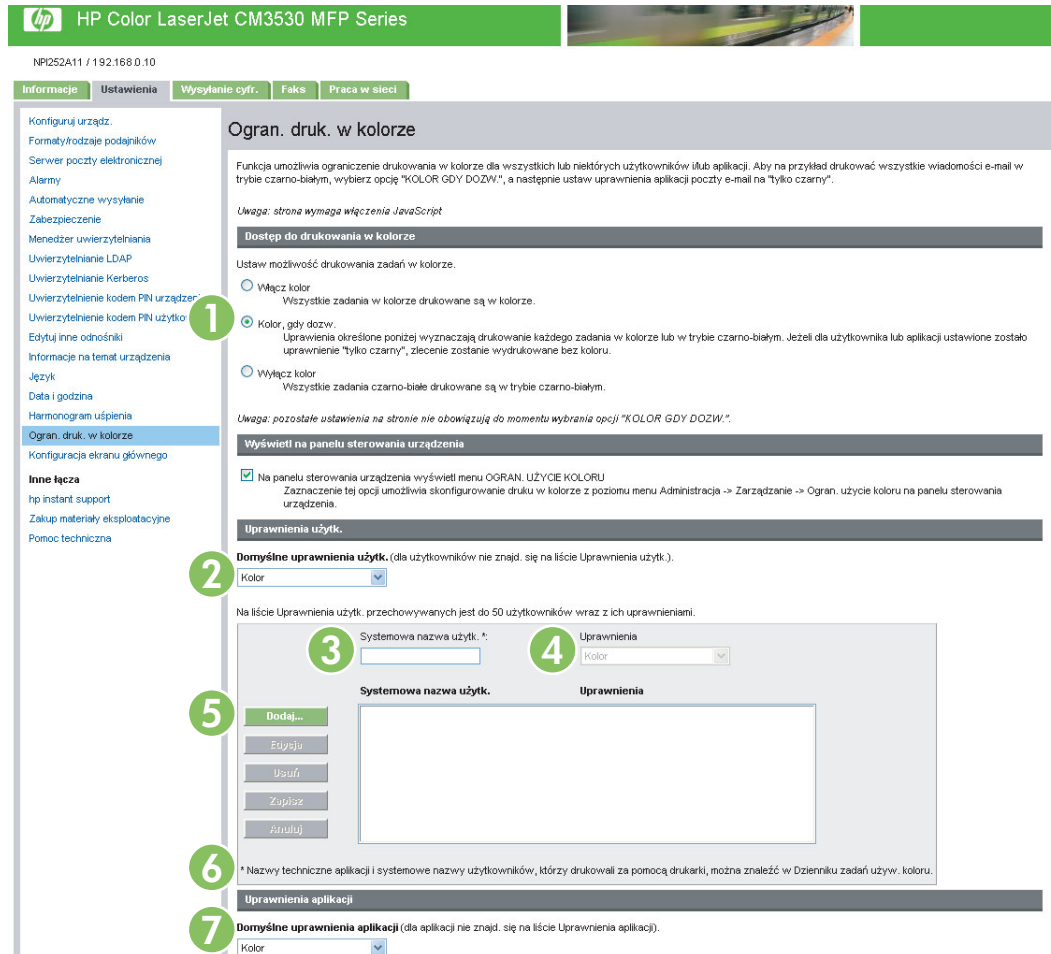 hp HP Color LaserJet CM3530 MFP Series
NPI252A11 / 192.168.0.10
Informacje Ustawienia Wysyłanie cyfr. Faks Praca w sieci
Konfiguruj urządz.
Formaty/rodzaje podajników
Serwer poczty elektronicznej
Alarmy
Automatyczne wysyłanie
Zabezpieczenie
Menedżer uwierzytelniania
Uwierzytelnianie LDAP
Uwierzytelnianie Kerberos
Uwierzytelnienie kodem PIN urządzeni
Uwierzytelnienie kodem PIN użytko
Edytuj inne odnośniki
Informacje na temat urządzenia
Język
Data i godzina
Harmonogram uśpienia
Ogran. druk. w kolorze
Konfiguracja ekranu głównego
Inne łącza
hp instant support
Zakup materiały eksploatacyjne
Pomoc techniczna
Ogran. druk. w kolorze
Funkcja umożliwia ograniczenie drukowania w kolorze dla wszystkich lub niektórych użytkowników i/lub aplikacji. Aby na przykład drukować wszystkie wiadomości e-mail w
trybie czarno-białym, wybierz opcję "KOLOR GDY DOZW.", a następnie ustaw uprawnienia aplikacji poczty e-mail na "tylko czarny".
Uwaga: strona wymaga włączenia JavaScript
Dostęp do drukowania w kolorze
Ustaw możliwość drukowania zadań w kolorze.
Włącz kolor
Wszystkie zadania w kolorze drukowane są w kolorze.
1 Kolor, gdy dozw.
Uprawienia określone poniżej wyznaczają drukowanie każdego zadania w kolorze lub w trybie czarno-białym. Jeżeli dla użytkownika lub aplikacji ustawione zostało
uprawnienie "tylko czarny", zlecenie zostanie wydrukowane bez koloru.
Wyłącz kolor
Wszystkie zadania czarno-białe drukowane są w trybie czarno-białym.
Uwaga: pozostałe ustawienia na stronie nie obowiązują do momentu wybrania opcji "KOLOR GDY DOZW.".
Wyświetl na panelu sterowania urządzenia
Na panelu sterowania urządzenia wyświetl menu OGRAN. UŻYCIE KOLORU
Zaznaczenie tej opcji umożliwia skonfigurowanie druku w kolorze z poziomu menu Administracja -> Zarządzanie -> Ogran. użycie koloru na panelu sterowania
urządzenia.
Uprawnienia użytk.
2 Domyślne uprawnienia użytk. (dla użytkowników nie znajd. się na liście Uprawnienia użytk.).
Kolor
Na liście Uprawnienia użytk. przechowywanych jest do 50 użytkowników wraz z ich uprawnieniami.
3 Systemowa nazwa użytk. *: 4 Uprawnienia
Kolor
Systemowa nazwa użytk. Uprawnienia
5 Dodaj...
Edycja
Usuń
Zapisz
Anuluj
6 * Nazwy techniczne aplikacji i systemowe nazwy użytkowników, którzy drukowali za pomocą drukarki, można znaleźć w Dzienniku zadań używ. koloru.
Uprawnienia aplikacji
7 Domyślne uprawnienia aplikacji (dla aplikacji nie znajd. się na liście Uprawnienia aplikacji).
Kolor